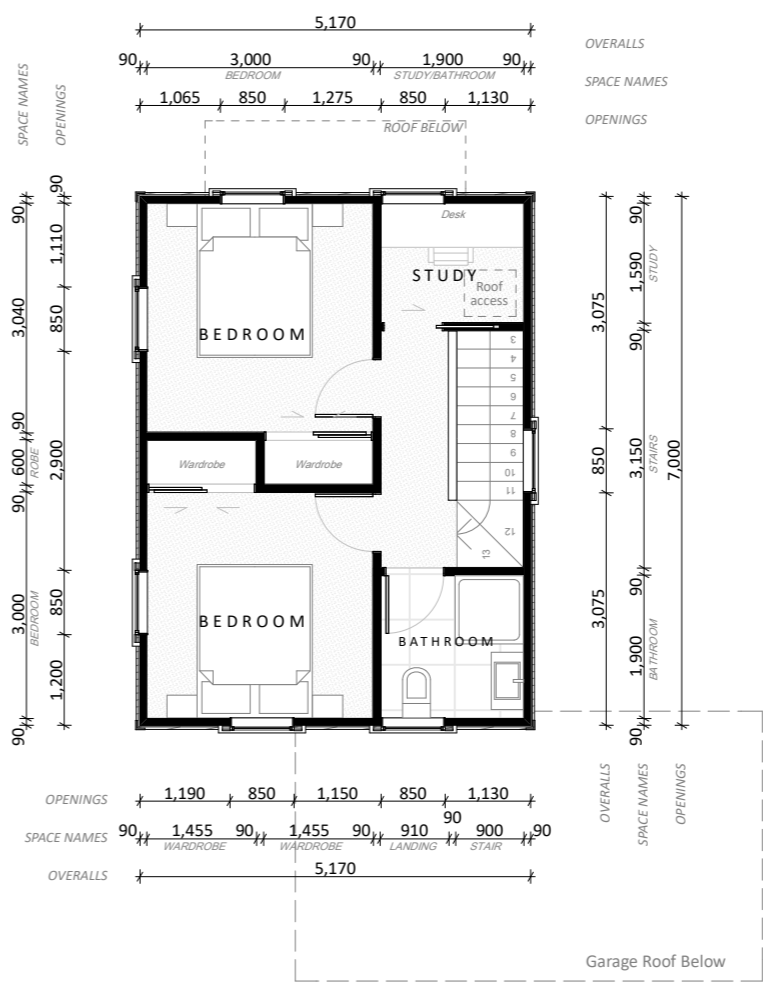 5,170
OVERALLS
90 3,000 90 1,900 90
BEDROOM STUDY/BATHROOM
SPACE NAMES
1,065 850 1,275 850 1,130
OPENINGS
ROOF BELOW
SPACE NAMES
OPENINGS
90 3,040 90 600 90 3,000 90
ROBE
BEDROOM
90 1,110 850 2,900 850 1,200
Desk
STUDY
Roof
access
BEDROOM
Wardrobe
Wardrobe
3
4
5
6
7
8
9
10
11
12
13
BEDROOM
BATHROOM
3,075 850 3,075
90 1,590 90 3,150 90 1,900 90
STUDY
STAIRS
BATHROOM
7,000
OVERALLS
SPACE NAMES
OPENINGS
OPENINGS
1,190 850 1,150 850 1,130
SPACE NAMES
90 1,455 90 1,455 90 910 90 900 90
WARDROBE WARDROBE LANDING STAIR
OVERALLS
5,170
Garage Roof Below